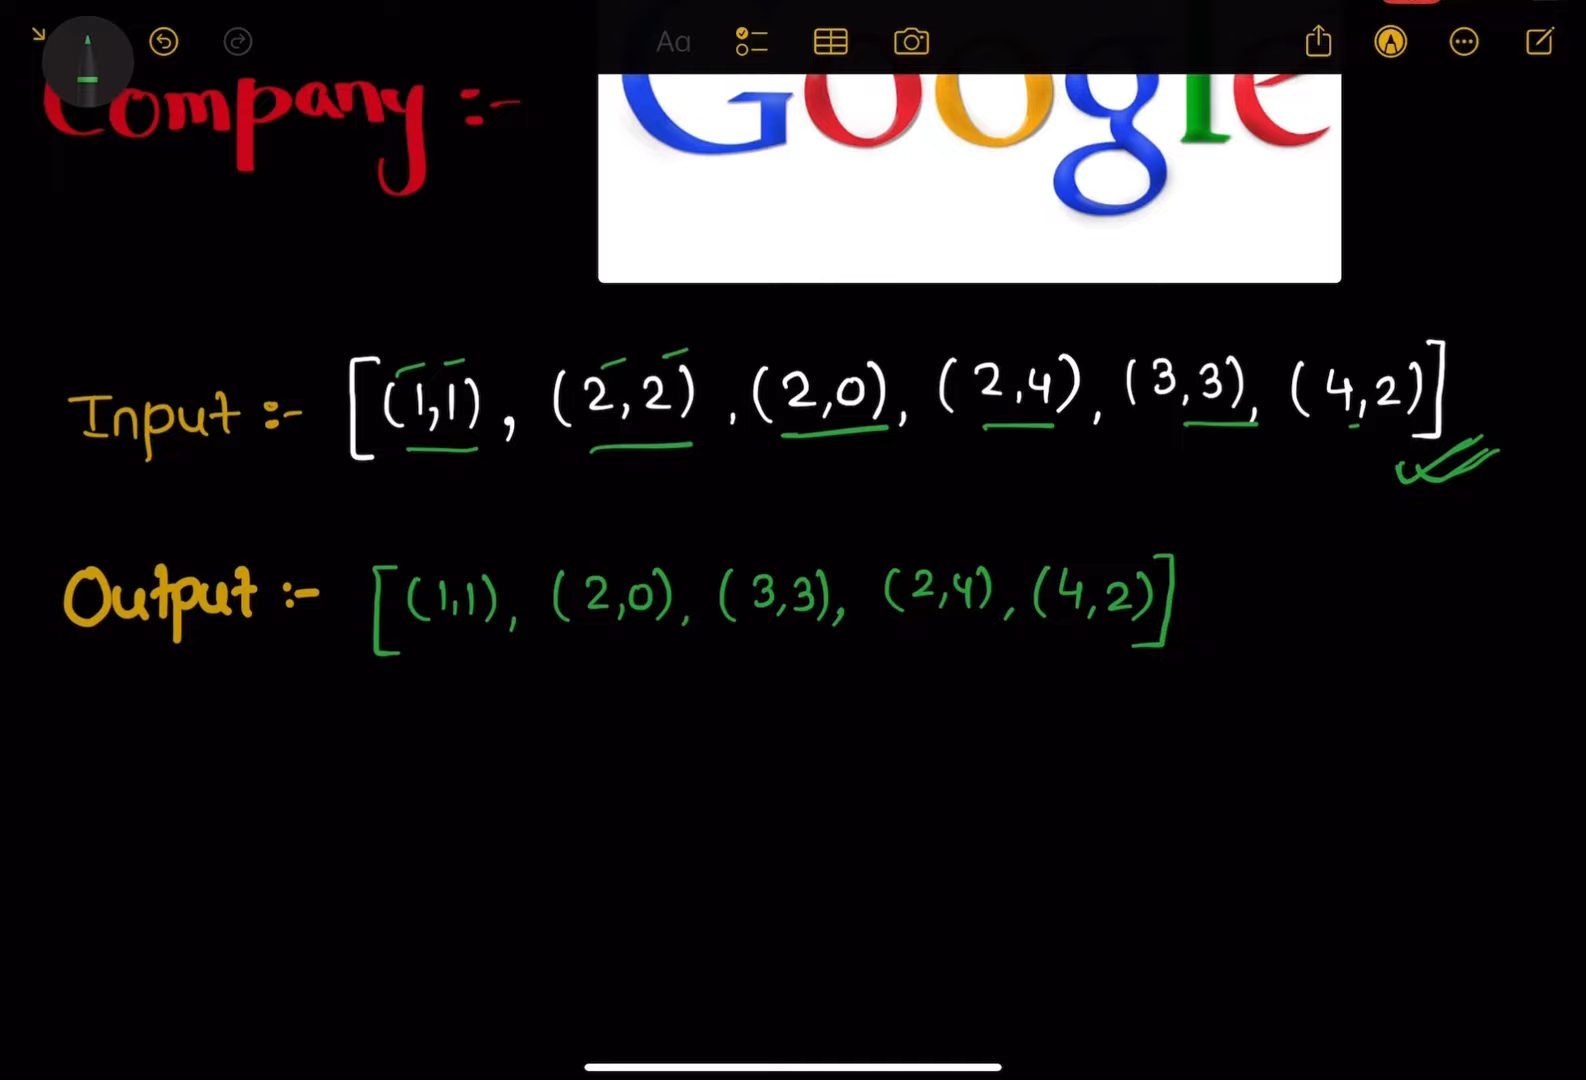 Aa
Company :-
Google
Input :- [(1,1), (2,2), (2,0), (2,4), (3,3), (4,2)]
Output :- [(1,1), (2,0), (3,3), (2,4), (4,2)]